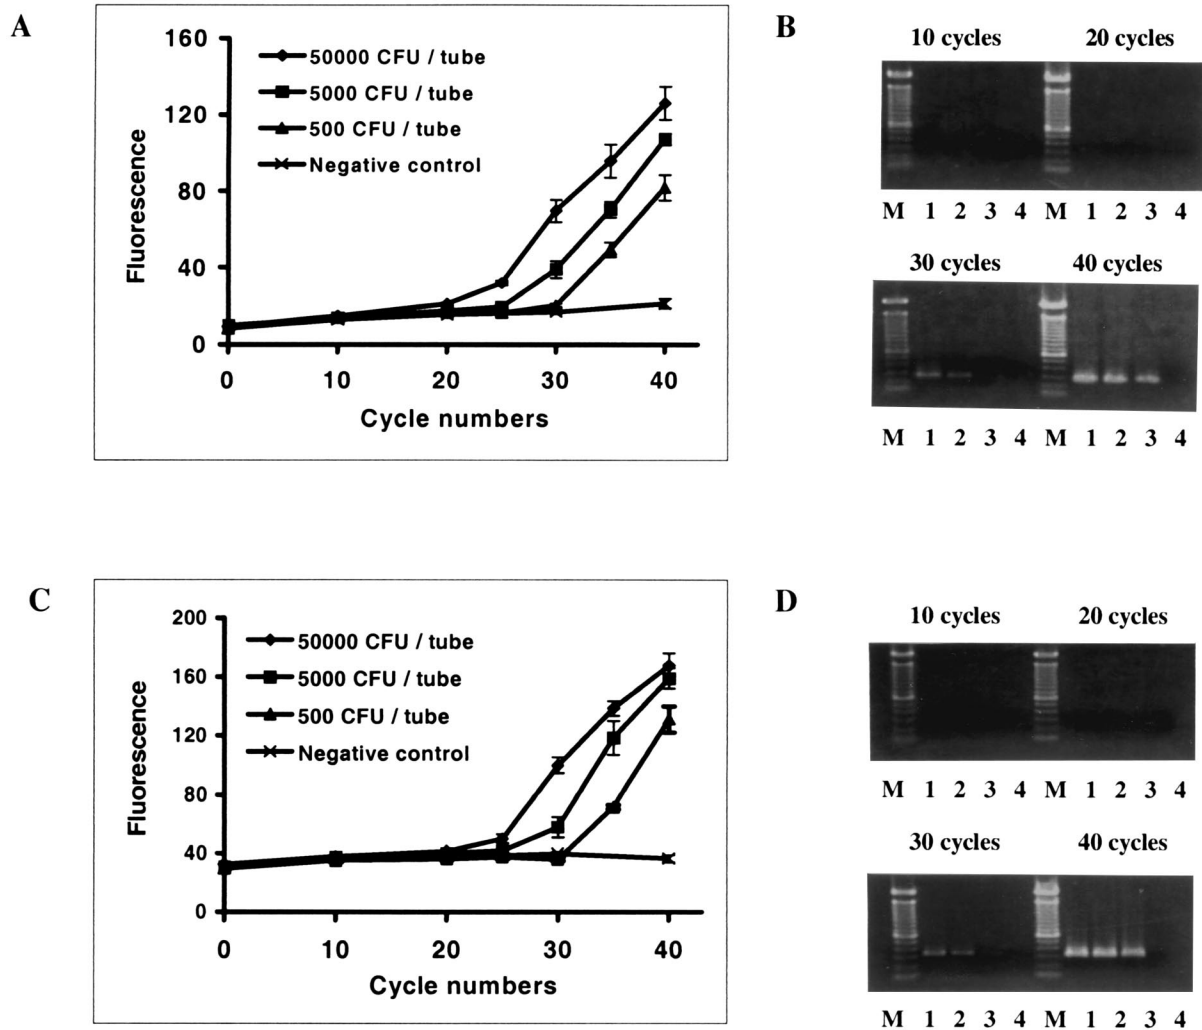 A
160
120
80
40
0
Fluorescence
50000 CFU / tube
5000 CFU / tube
500 CFU / tube
Negative control
0 10 20 30 40
Cycle numbers
B
10 cycles 20 cycles
M 1 2 3 4 M 1 2 3 4
30 cycles 40 cycles
M 1 2 3 4 M 1 2 3 4
C
200
160
120
80
40
0
Fluorescence
50000 CFU / tube
5000 CFU / tube
500 CFU / tube
Negative control
0 10 20 30 40
Cycle numbers
D
10 cycles 20 cycles
M 1 2 3 4 M 1 2 3 4
30 cycles 40 cycles
M 1 2 3 4 M 1 2 3 4